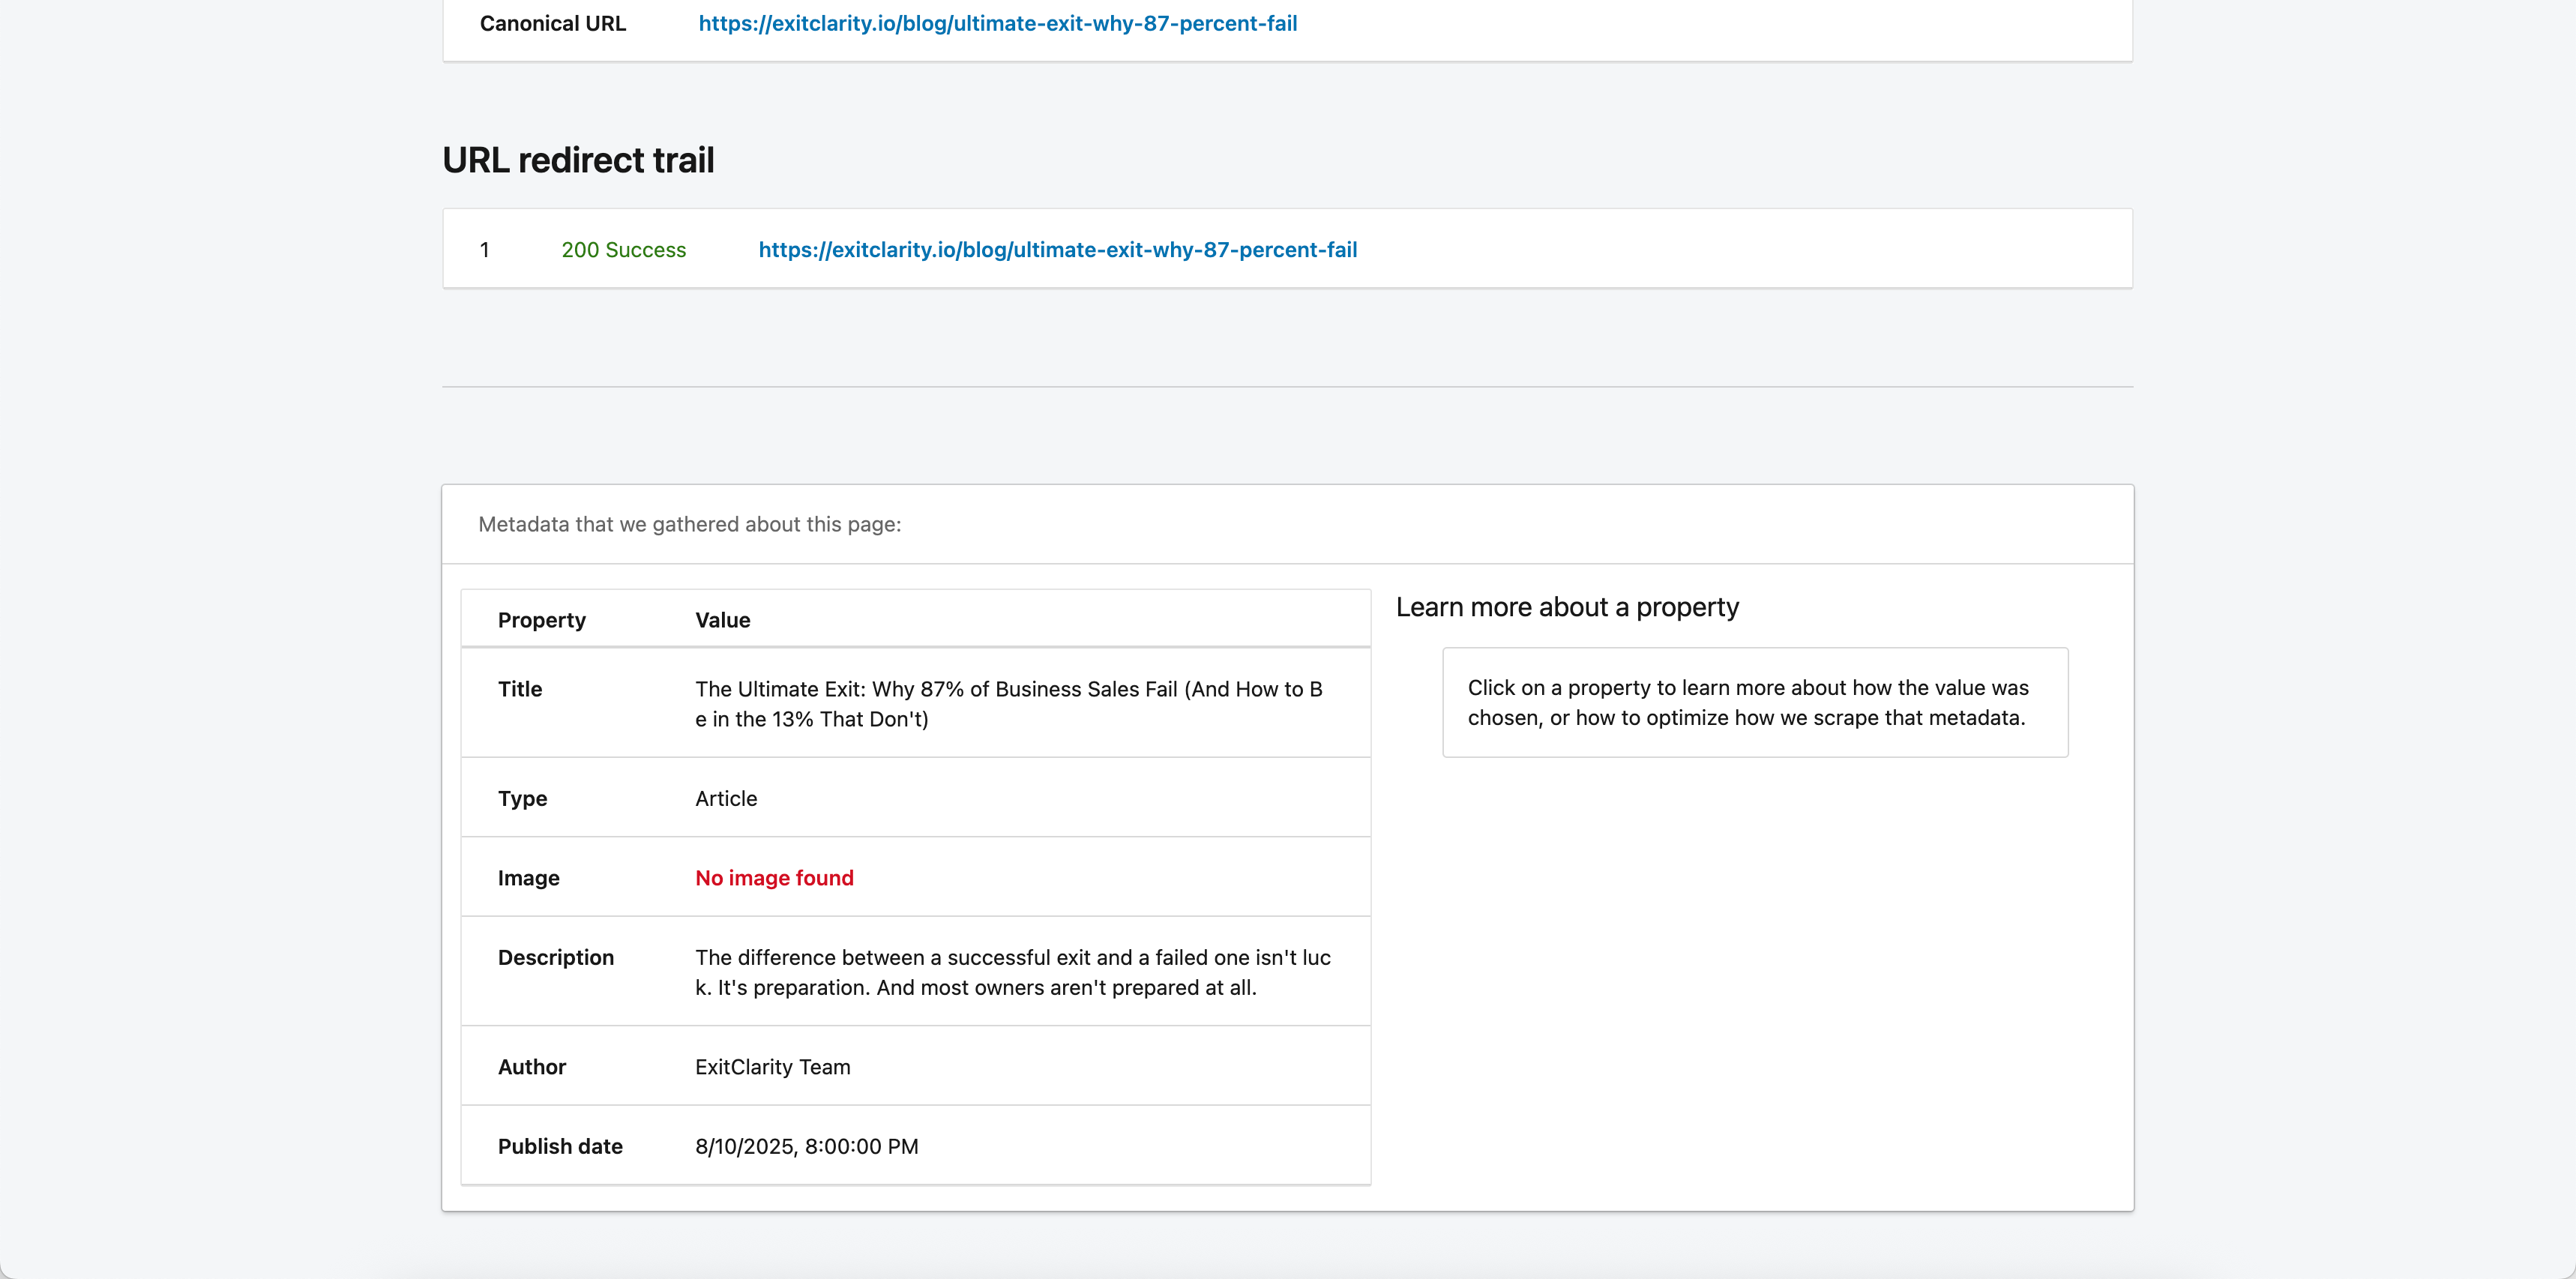 Canonical URL https://exitclarity.io/blog/ultimate-exit-why-87-percent-fail
URL redirect trail
1 200 Success https://exitclarity.io/blog/ultimate-exit-why-87-percent-fail
Metadata that we gathered about this page:
Property Value
Title The Ultimate Exit: Why 87% of Business Sales Fail (And How to B
e in the 13% That Don't)
Type Article
Image No image found
Description The difference between a successful exit and a failed one isn't luc
k. It's preparation. And most owners aren't prepared at all.
Author ExitClarity Team
Publish date 8/10/2025, 8:00:00 PM
Learn more about a property
Click on a property to learn more about how the value was
chosen, or how to optimize how we scrape that metadata.